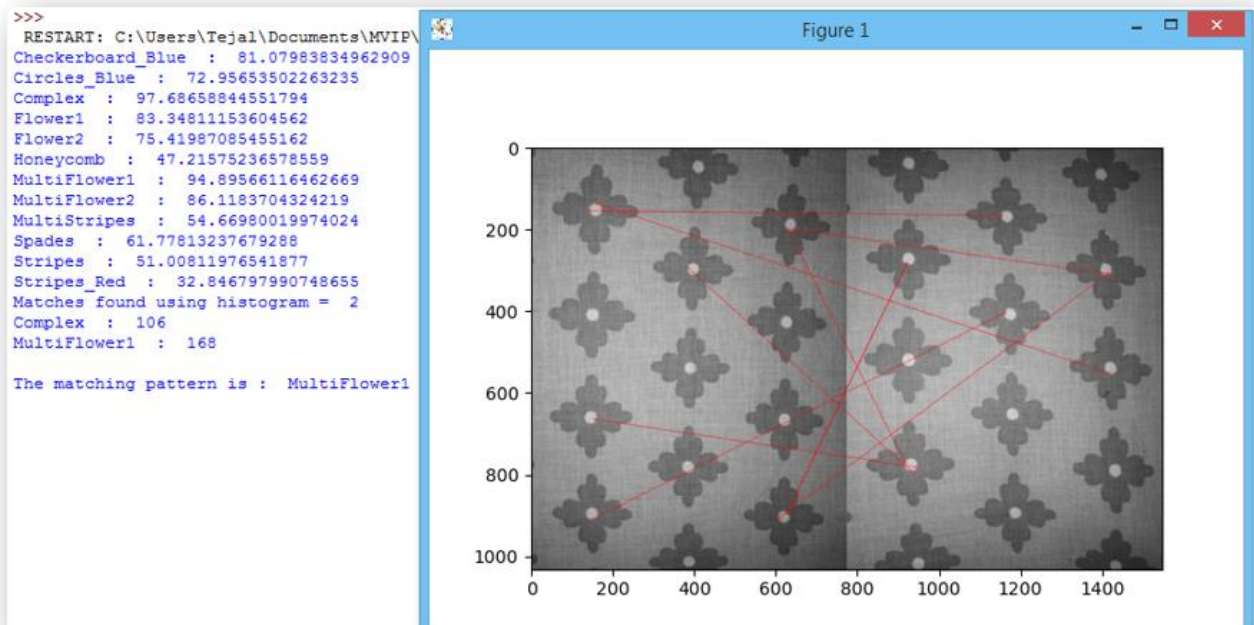 >>>
RESTART: C:\Users\Tejal\Documents\MVIP\
Checkerboard_Blue : 81.07983834962909
Circles_Blue : 72.95653502263235
Complex : 97.68658844551794
Flower1 : 83.34811153604562
Flower2 : 75.41987085455162
Honeycomb : 47.21575236578559
MultiFlower1 : 94.89566116462669
MultiFlower2 : 86.1183704324219
MultiStripes : 54.66980019974024
Spades : 61.77813237679288
Stripes : 51.00811976541877
Stripes_Red : 32.846797990748655
Matches found using histogram = 2
Complex : 106
MultiFlower1 : 168
The matching pattern is : MultiFlower1
Figure 1
0
200
400
600
800
1000
0 200 400 600 800 1000 1200 1400